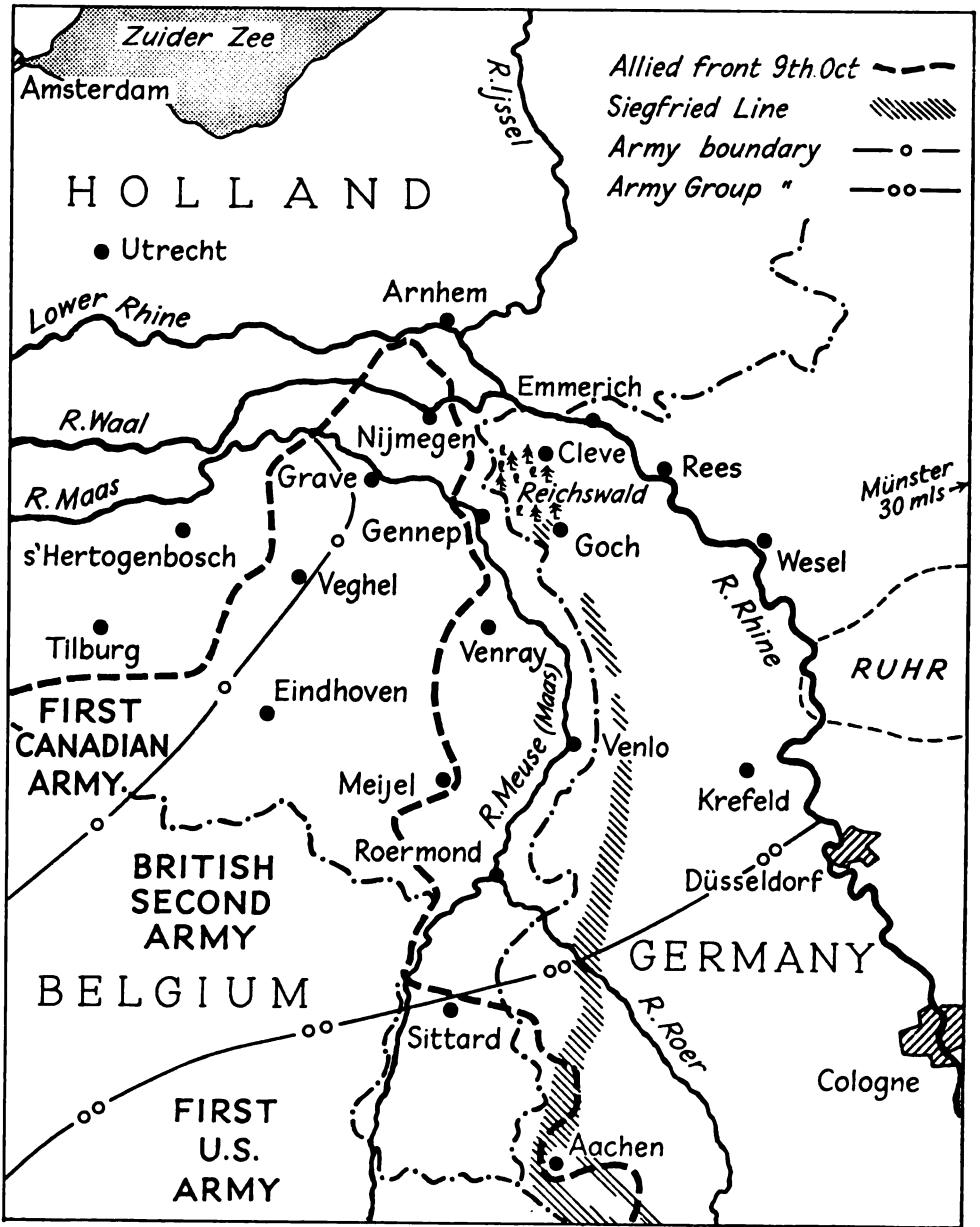 Zuider Zee
Amsterdam
R. Ijssel
Allied front 9th.Oct
Siegfried Line
Army boundary
Army Group "
HOLLAND
Utrecht
Arnhem
Lower Rhine
Emmerich
R. Waal
Nijmegen
Cleve
Rees
R. Maas
Grave
Reichswald
Münster
30 mls
s'Hertogenbosch
Gennep
Goch
Wesel
Veghel
R. Rhine
Tilburg
Venray
RUHR
Eindhoven
FIRST
CANADIAN
ARMY
R. Meuse (Maas)
Venlo
Meijel
Krefeld
Roermond
BRITISH
SECOND
ARMY
Düsseldorf
GERMANY
BELGIUM
Sittard
R. Roer
Cologne
FIRST
U.S.
ARMY
Aachen